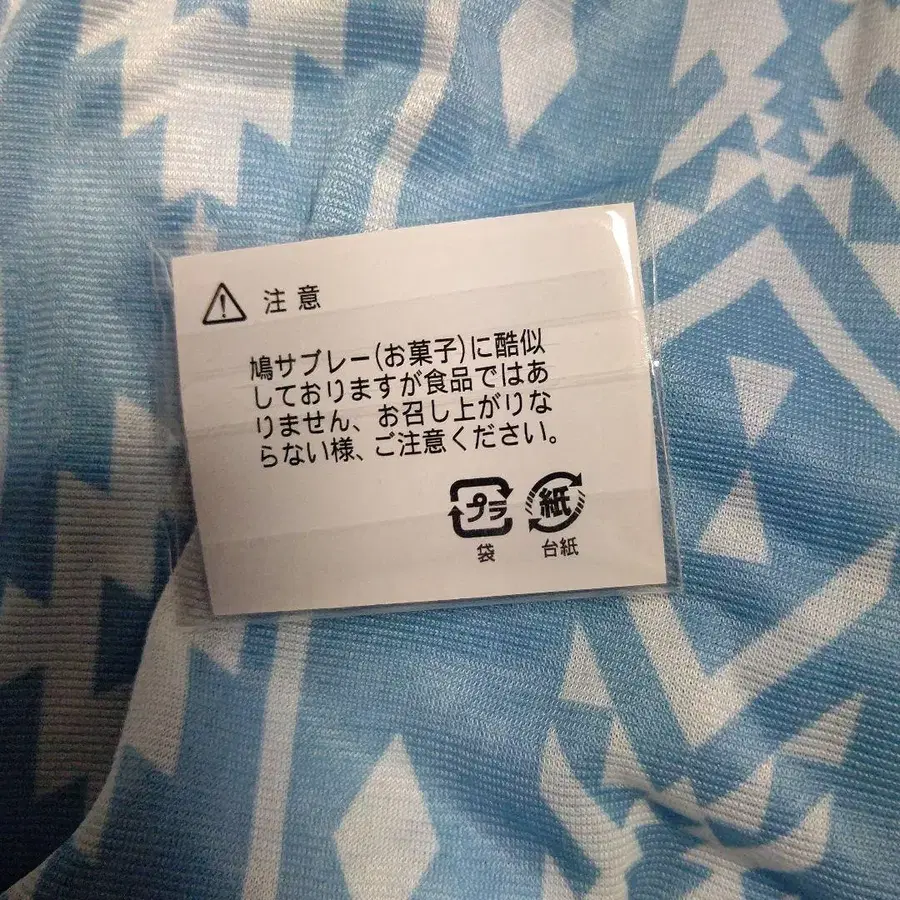 注意
鳩サブレー(お菓子)に酷似
しておりますが食品ではあ
りません、お召し上がりな
らない様、ご注意ください。
プラ 紙
袋 台紙